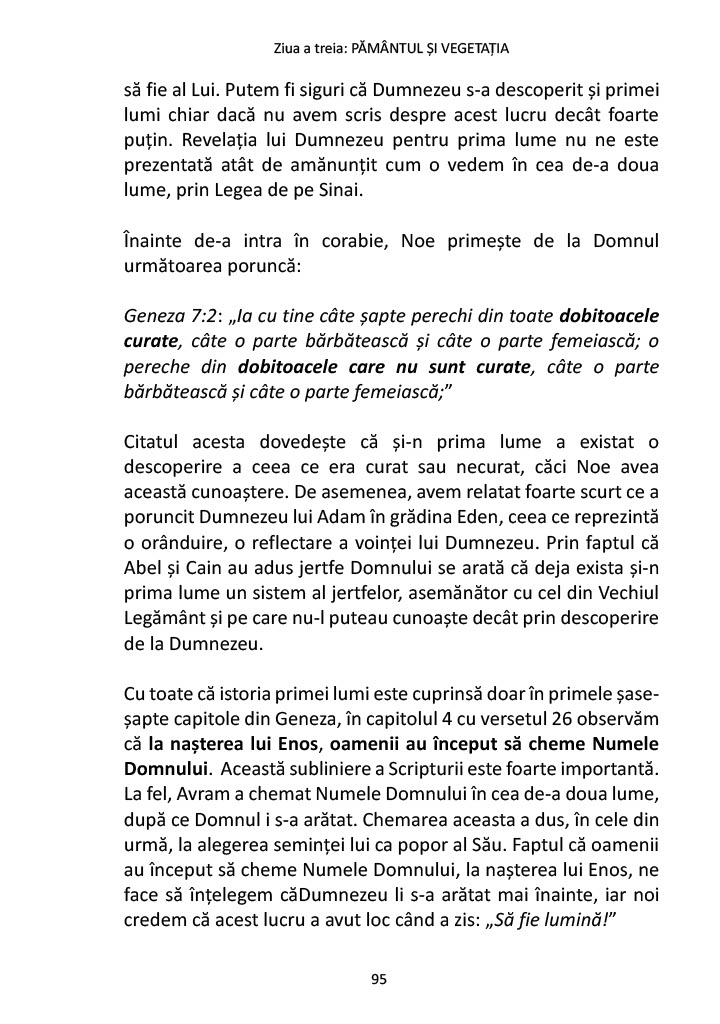 Ziua a treia: PĂMÂNTUL ȘI VEGETAȚIA
să fie al Lui. Putem fi siguri că Dumnezeu s-a descoperit și primei
lumi chiar dacă nu avem scris despre acest lucru decât foarte
puțin. Revelația lui Dumnezeu pentru prima lume nu ne este
prezentată atât de amănunțit cum o vedem în cea de-a doua
lume, prin Legea de pe Sinai.
Înainte de-a intra în corabie, Noe primește de la Domnul
următoarea poruncă:
Geneza 7:2: „Ia cu tine câte șapte perechi din toate dobitoacele
curate, câte o parte bărbătească și câte o parte femeiască; o
pereche din dobitoacele care nu sunt curate, câte o parte
bărbătească și câte o parte femeiască;”
Citatul acesta dovedește că și-n prima lume a existat o
descoperire a ceea ce era curat sau necurat, căci Noe avea
această cunoaștere. De asemenea, avem relatat foarte scurt ce a
poruncit Dumnezeu lui Adam în grădina Eden, ceea ce reprezintă
o orânduire, o reflectare a voinței lui Dumnezeu. Prin faptul că
Abel și Cain au adus jertfe Domnului se arată că deja exista și-n
prima lume un sistem al jertfelor, asemănător cu cel din Vechiul
Legământ și pe care nu-l puteau cunoaște decât prin descoperire
de la Dumnezeu.
Cu toate că istoria primei lumi este cuprinsă doar în primele șase-
șapte capitole din Geneza, în capitolul 4 cu versetul 26 observăm
că la nașterea lui Enos, oamenii au început să cheme Numele
Domnului.  Această subliniere a Scripturii este foarte importantă.
La fel, Avram a chemat Numele Domnului în cea de-a doua lume,
după ce Domnul i s-a arătat. Chemarea aceasta a dus, în cele din
urmă, la alegerea seminței lui ca popor al Său. Faptul că oamenii
au început să cheme Numele Domnului, la nașterea lui Enos, ne
face să înțelegem căDumnezeu li s-a arătat mai înainte, iar noi
credem că acest lucru a avut loc când a zis: „Să fie lumină!”
95